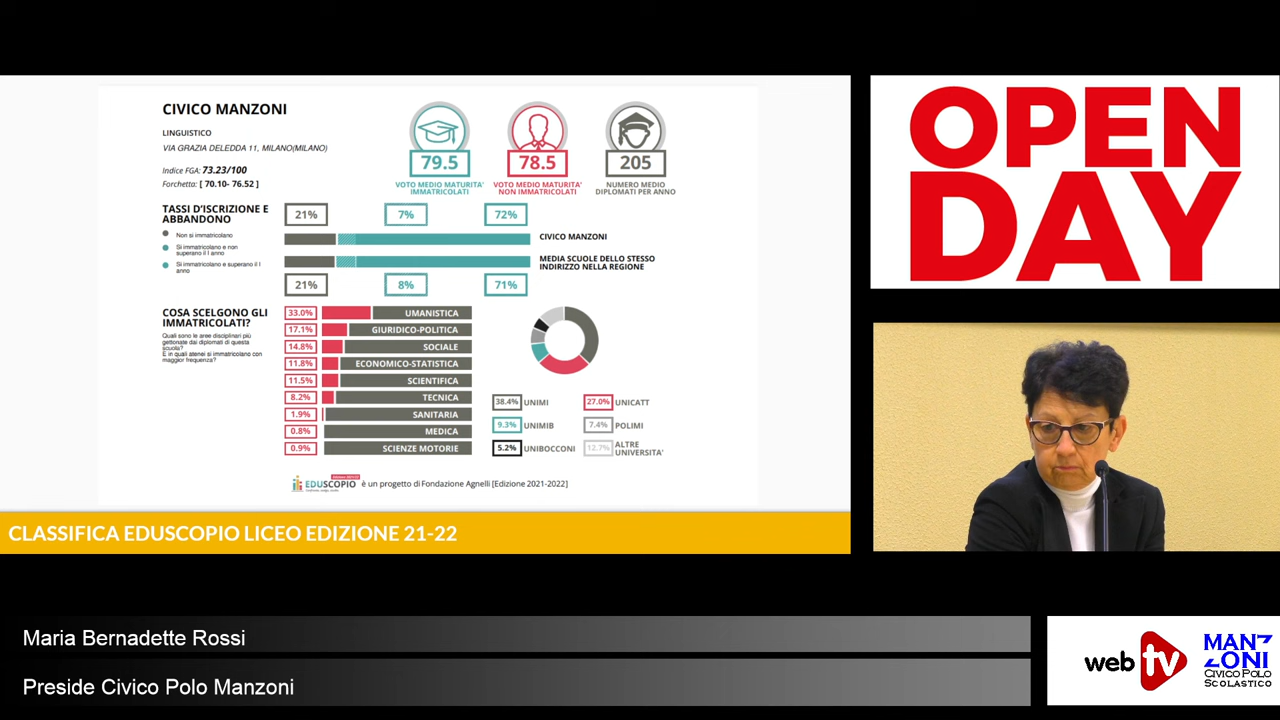 CIVICO MANZONI
LINGUISTICO
VIA GRAZIA DELEDDA 11, MILANO(MILANO)
Indice FGA: 73.23/100
Forchetta: [ 70.10- 76.52 ]
79.5
VOTO MEDIO MATURITA'
IMMATRICOLATI
78.5
VOTO MEDIO MATURITA'
NON IMMATRICOLATI
205
NUMERO MEDIO
DIPLOMATI PER ANNO
TASSI D'ISCRIZIONE E
ABBANDONO
Non si immatricolano
Si immatricolano e non
superano il I anno
Si immatricolano e superano il I
anno
21%
7%
72%
CIVICO MANZONI
MEDIA SCUOLE DELLO STESSO
INDIRIZZO NELLA REGIONE
21%
8%
71%
COSA SCELGONO GLI
IMMATRICOLATI?
Quali sono le aree disciplinari più
gettonate dai diplomati di questa
scuola?
E in quali atenei si immatricolano con
maggior frequenza?
33.0% UMANISTICA
17.1% GIURIDICO-POLITICA
14.8% SOCIALE
11.8% ECONOMICO-STATISTICA
11.5% SCIENTIFICA
8.2% TECNICA
1.9% SANITARIA
0.8% MEDICA
0.9% SCIENZE MOTORIE
38.4% UNIMI
27.0% UNICATT
9.3% UNIMIB
7.4% POLIMI
5.2% UNIBOCCONI
12.7% ALTRE
UNIVERSITA'
EDUSCOPIO è un progetto di Fondazione Agnelli [Edizione 2021-2022]
CLASSIFICA EDUSCOPIO LICEO EDIZIONE 21-22
OPEN
DAY
Maria Bernadette Rossi
Preside Civico Polo Manzoni
web tv
MANZ
ZONI
CIVICO POLO
SCOLASTICO